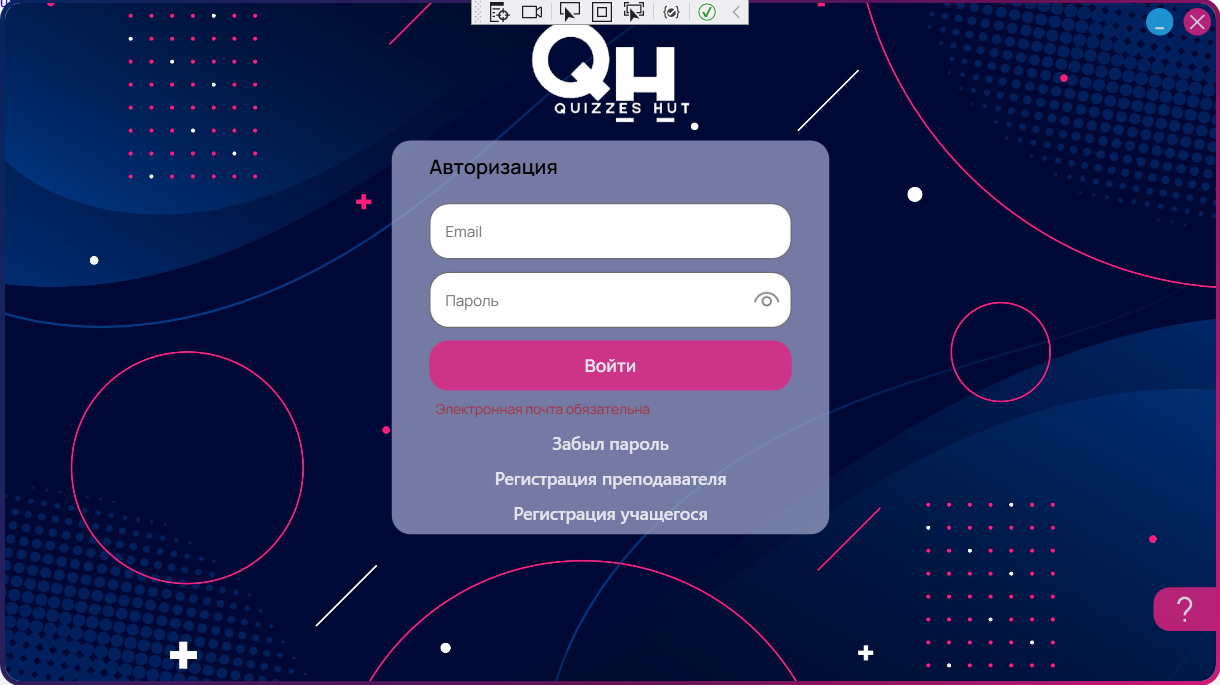 QH
QUIZZES HUT
Авторизация
Email
Пароль
Войти
Электронная почта обязательна
Забыл пароль
Регистрация преподавателя
Регистрация учащегося
?